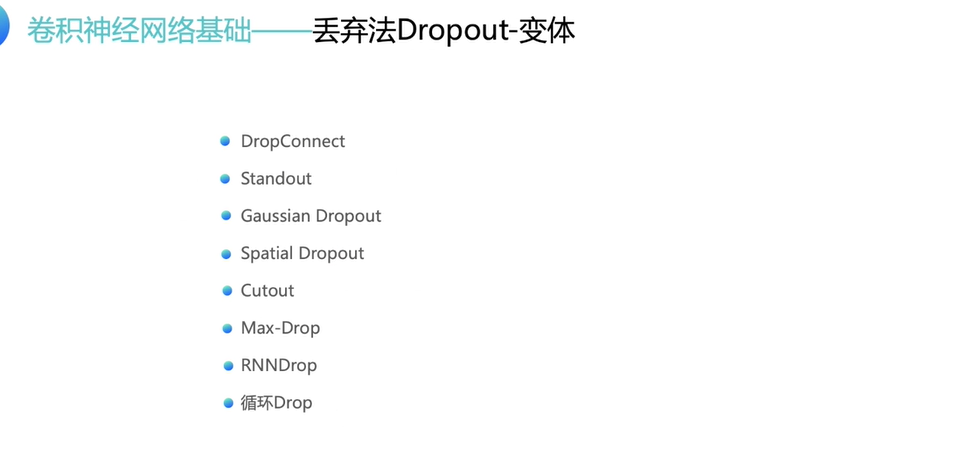 卷积神经网络基础——丢弃法Dropout-变体
DropConnect
Standout
Gaussian Dropout
Spatial Dropout
Cutout
Max-Drop
RNNDrop
循环Drop